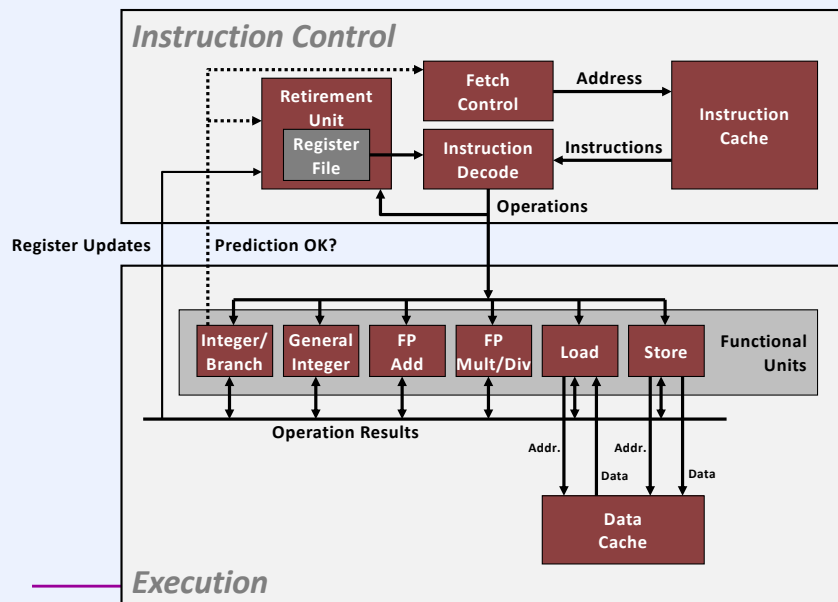 Instruction Control
Fetch
Control
Address
Instruction
Cache
Retirement
Unit
Register
File
Instruction
Decode
Instructions
Operations
Register Updates
Prediction OK?
Integer/
Branch
General
Integer
FP
Add
FP
Mult/Div
Load
Store
Functional
Units
Operation Results
Addr.
Data
Addr.
Data
Data
Cache
Execution